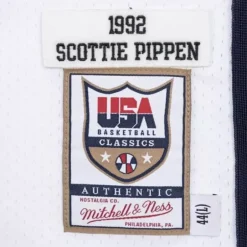 1992
SCOTTIE PIPPEN
USA
BASKETBALL
CLASSICS
AUTHENTIC
NOSTALGIA CO.
Mitchell & Ness
PHILADELPHIA, PA.
44(L)